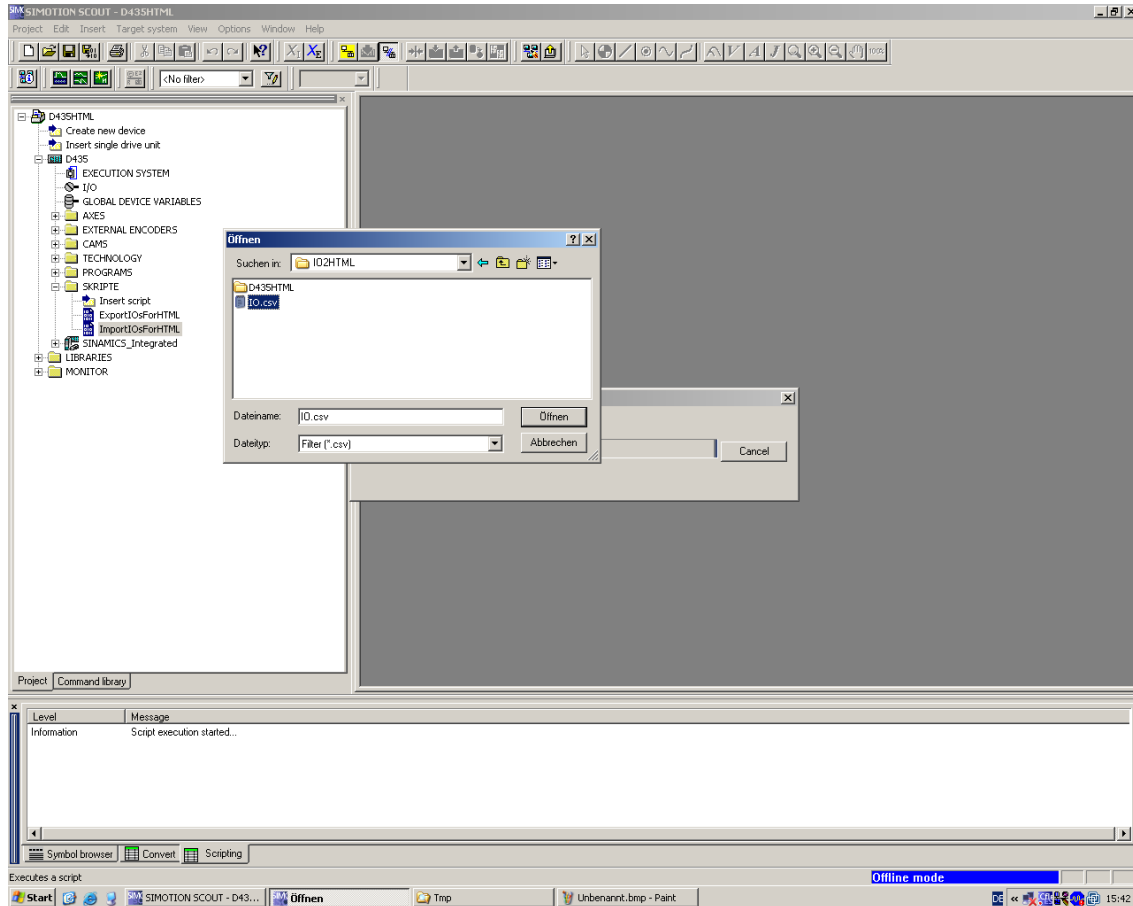 SIMOTION SCOUT - D435HTML
Project Edit Insert Target system View Options Window Help
<No filter>
D435HTML
Create new device
Insert single drive unit
D435
EXECUTION SYSTEM
I/O
GLOBAL DEVICE VARIABLES
AXES
EXTERNAL ENCODERS
CAMS
TECHNOLOGY
PROGRAMS
SKRIPTE
Insert script
ExportIOsForHTML
ImportIOsForHTML
SINAMICS_Integrated
LIBRARIES
MONITOR
Öffnen
Suchen in: IO2HTML
D435HTML
IO.csv
Dateiname: IO.csv Öffnen
Dateityp: Filter (*.csv) Abbrechen
Cancel
Project Command library
Level Message
Information Script execution started...
Symbol browser Convert Scripting
Executes a script Offline mode
Start SIMOTION SCOUT - D43... Öffnen Tmp Unbenannt.bmp - Paint DE « 15:42